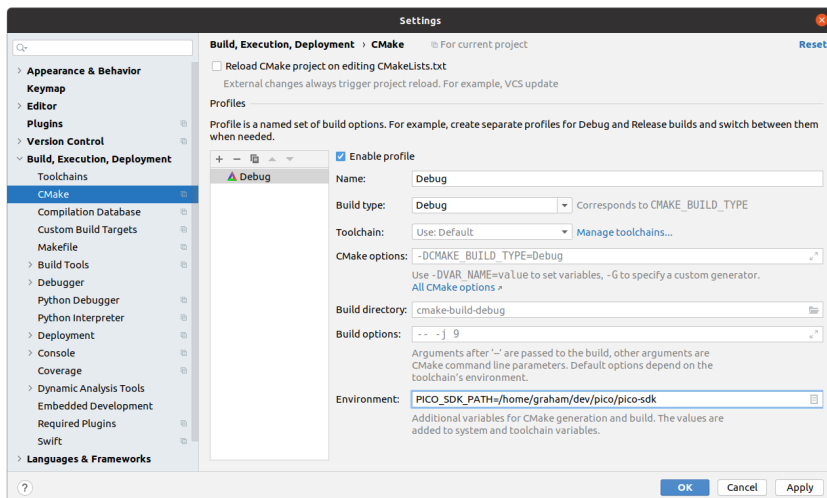 Settings
Build, Execution, Deployment › CMake
For current project
Reset
Reload CMake project on editing CMakeLists.txt
External changes always trigger project reload. For example, VCS update
Profiles
Profile is a named set of build options. For example, create separate profiles for Debug and Release builds and switch between them
when needed.
Appearance & Behavior
Keymap
Editor
Plugins
Version Control
Build, Execution, Deployment
Toolchains
CMake
Compilation Database
Custom Build Targets
Makefile
Build Tools
Debugger
Python Debugger
Python Interpreter
Deployment
Console
Coverage
Dynamic Analysis Tools
Embedded Development
Required Plugins
Swift
Languages & Frameworks
Debug
Enable profile
Name: Debug
Build type: Debug Corresponds to CMAKE_BUILD_TYPE
Toolchain: Use: Default Manage toolchains...
CMake options: -DCMAKE_BUILD_TYPE=Debug
Use -DVAR_NAME=value to set variables, -G to specify a custom generator.
All CMake options ↗
Build directory: cmake-build-debug
Build options: -- -j 9
Arguments after '--' are passed to the build, other arguments are
CMake command line parameters. Default options depend on the
toolchain's environment.
Environment: PICO_SDK_PATH=/home/graham/dev/pico/pico-sdk
Additional variables for CMake generation and build. The values are
added to system and toolchain variables.
?
OK
Cancel
Apply